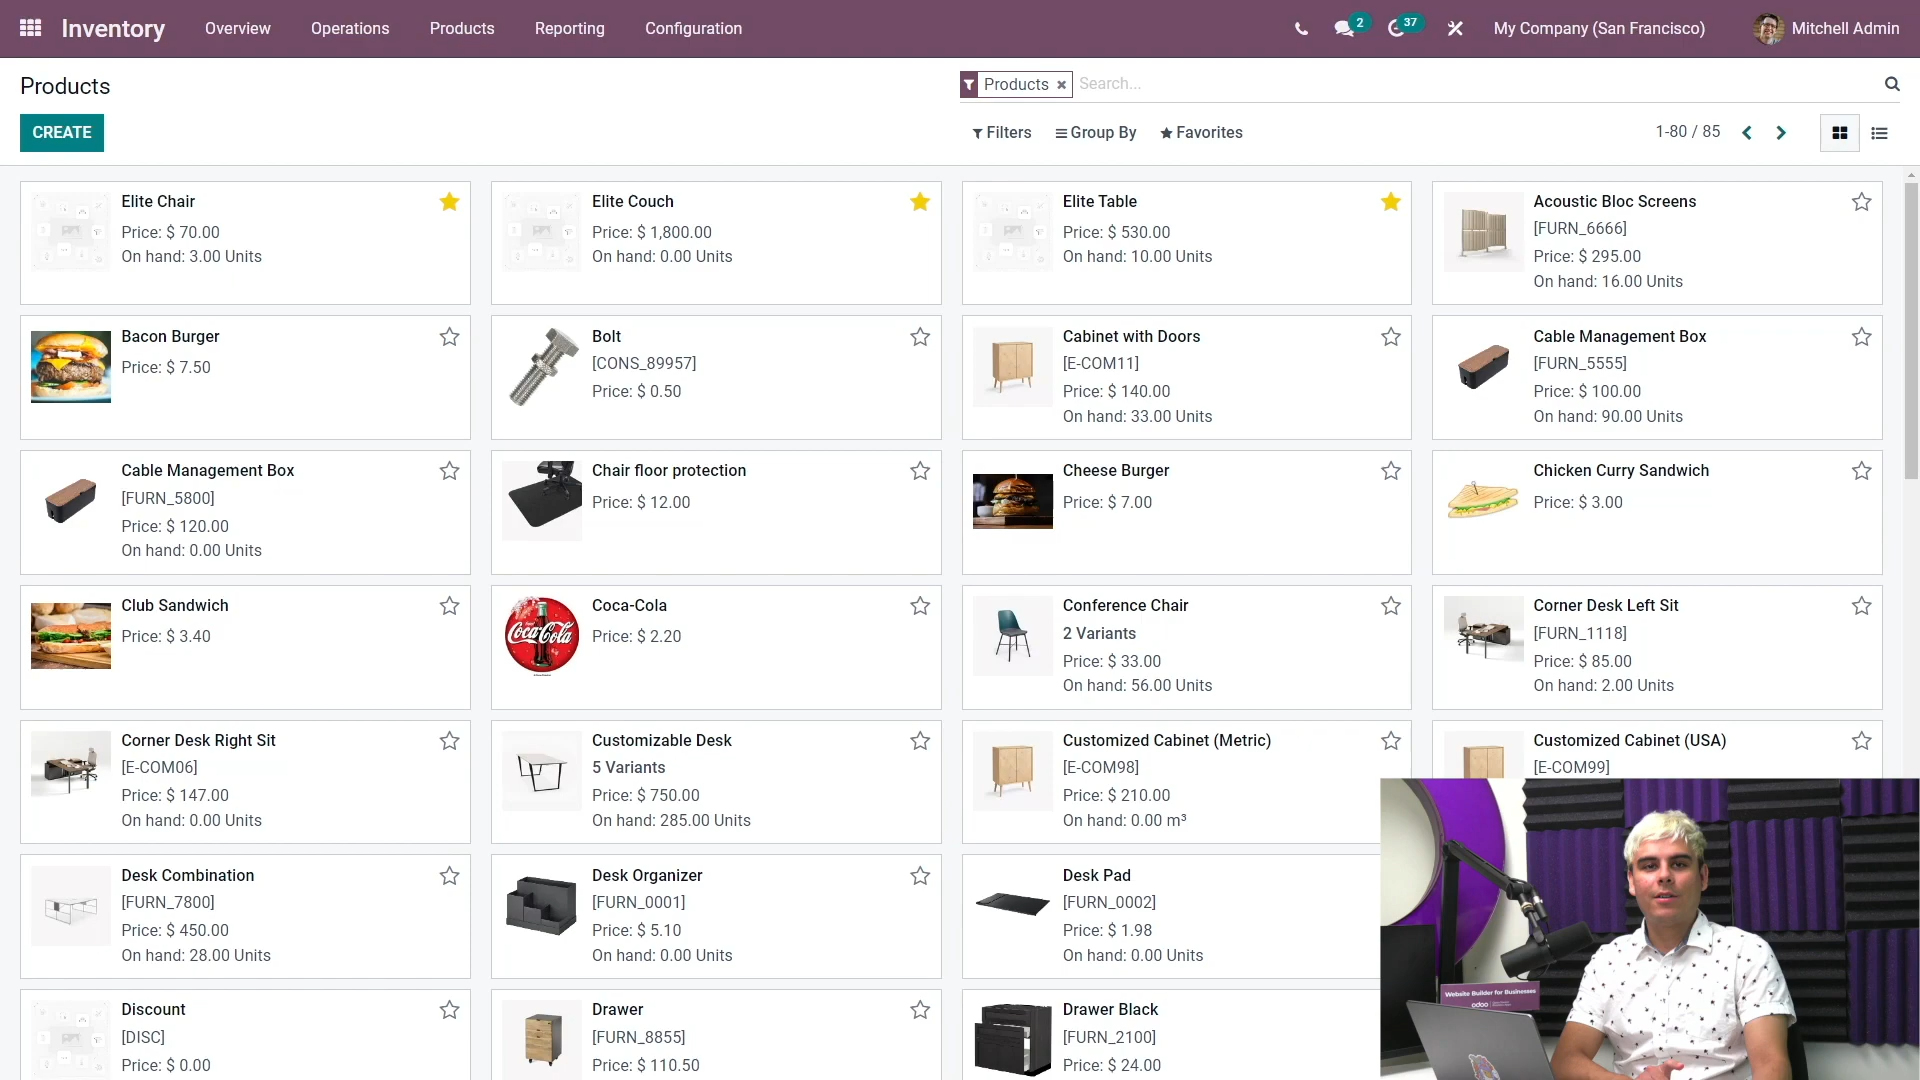 Inventory
Overview
Operations
Products
Reporting
Configuration
2
37
My Company (San Francisco)
Mitchell Admin
Products
Products
Search...
CREATE
Filters
Group By
Favorites
1-80 / 85
Elite Chair
Price: $ 70.00
On hand: 3.00 Units
Elite Couch
Price: $ 1,800.00
On hand: 0.00 Units
Elite Table
Price: $ 530.00
On hand: 10.00 Units
Acoustic Bloc Screens
[FURN_6666]
Price: $ 295.00
On hand: 16.00 Units
Bacon Burger
Price: $ 7.50
Bolt
[CONS_89957]
Price: $ 0.50
Cabinet with Doors
[E-COM11]
Price: $ 140.00
On hand: 33.00 Units
Cable Management Box
[FURN_5555]
Price: $ 100.00
On hand: 90.00 Units
Cable Management Box
[FURN_5800]
Price: $ 120.00
On hand: 0.00 Units
Chair floor protection
Price: $ 12.00
Cheese Burger
Price: $ 7.00
Chicken Curry Sandwich
Price: $ 3.00
Club Sandwich
Price: $ 3.40
Coca-Cola
Coca-Cola
Price: $ 2.20
Conference Chair
2 Variants
Price: $ 33.00
On hand: 56.00 Units
Corner Desk Left Sit
[FURN_1118]
Price: $ 85.00
On hand: 2.00 Units
Corner Desk Right Sit
[E-COM06]
Price: $ 147.00
On hand: 0.00 Units
Customizable Desk
5 Variants
Price: $ 750.00
On hand: 285.00 Units
Customized Cabinet (Metric)
[E-COM98]
Price: $ 210.00
On hand: 0.00 m³
Customized Cabinet (USA)
[E-COM99]
Desk Combination
[FURN_7800]
Price: $ 450.00
On hand: 28.00 Units
Desk Organizer
[FURN_0001]
Price: $ 5.10
On hand: 0.00 Units
Desk Pad
[FURN_0002]
Price: $ 1.98
On hand: 0.00 Units
Discount
[DISC]
Price: $ 0.00
Drawer
[FURN_8855]
Price: $ 110.50
Drawer Black
[FURN_2100]
Price: $ 24.00
Website Builder for Businesses
odoo